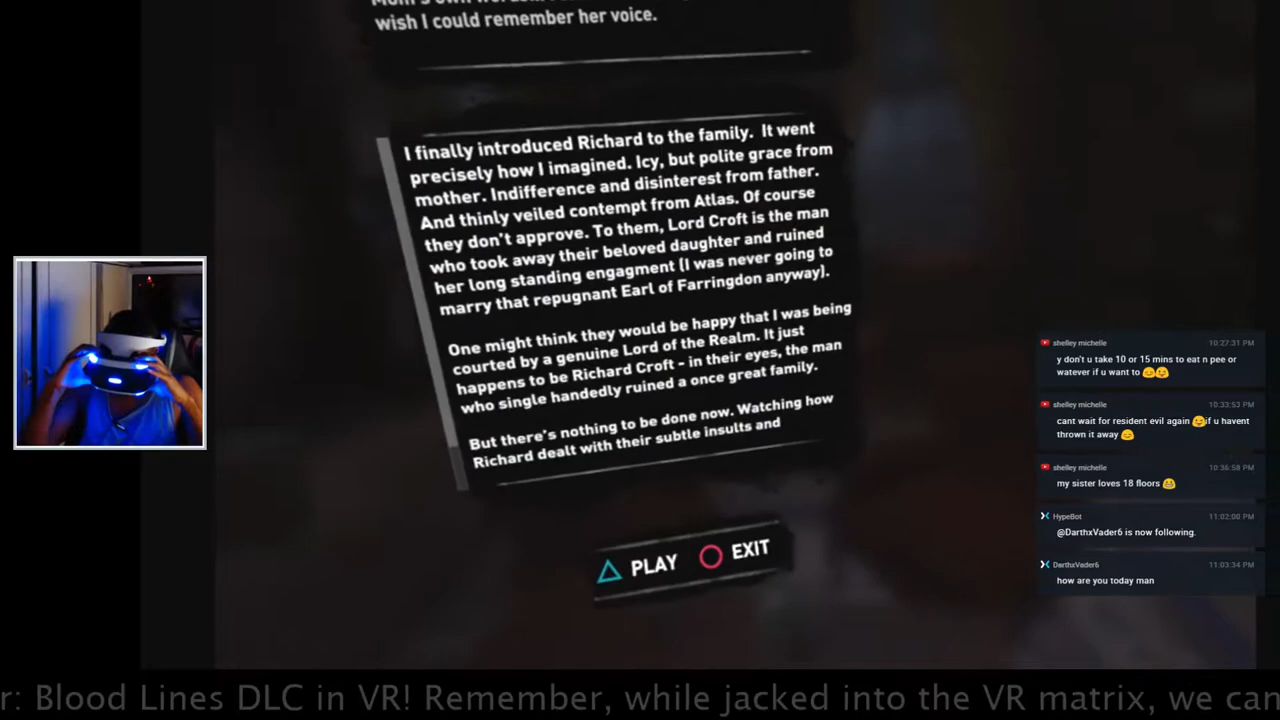 wish I could remember her voice.
I finally introduced Richard to the family. It went
precisely how I imagined. Icy, but polite grace from
mother. Indifference and disinterest from father.
And thinly veiled contempt from Atlas. Of course
they don't approve. To them, Lord Croft is the man
who took away their beloved daughter and ruined
her long standing engagment (I was never going to
marry that repugnant Earl of Farringdon anyway).
One might think they would be happy that I was being
courted by a genuine Lord of the Realm. It just
happens to be Richard Croft - in their eyes, the man
who single handedly ruined a once great family.
But there's nothing to be done now. Watching how
Richard dealt with their subtle insults and
PLAY EXIT
shelley michelle 10:27:31 PM
y don't u take 10 or 15 mins to eat n pee or
watever if u want to
shelley michelle 10:33:53 PM
cant wait for resident evil again if u havent
thrown it away
shelley michelle 10:36:58 PM
my sister loves 18 floors
HypeBot 11:02:00 PM
@DarthxVader6 is now following.
DarthxVader6 11:03:34 PM
how are you today man
r: Blood Lines DLC in VR! Remember, while jacked into the VR matrix, we can